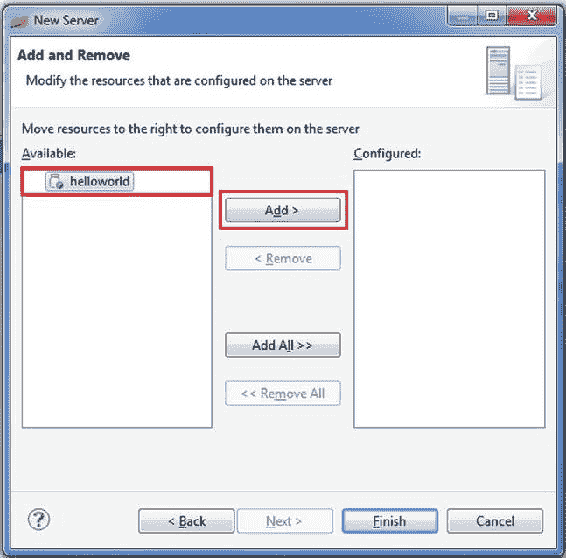 New Server
Add and Remove
Modify the resources that are configured on the server
Move resources to the right to configure them on the server
Available:
Configured:
helloworld
Add >
< Remove
Add All >>
<< Remove All
?
< Back
Next >
Finish
Cancel